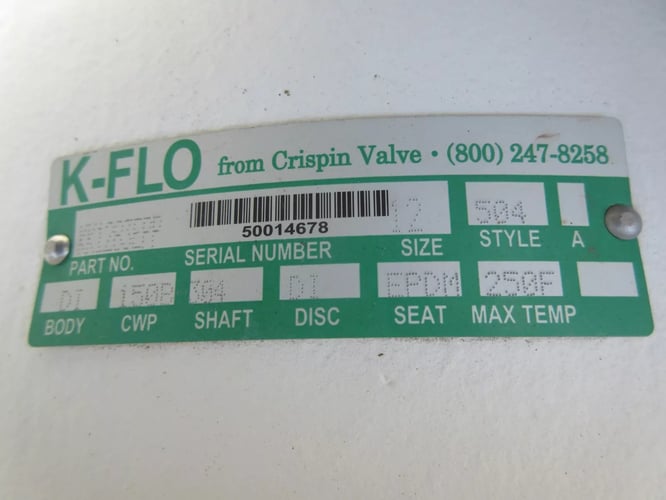 K-FLO from Crispin Valve • (800) 247-8258
50014678 12 504
PART NO. SERIAL NUMBER SIZE STYLE A
DI 304 DI EPDM 250F
BODY CWP SHAFT DISC SEAT MAX TEMP